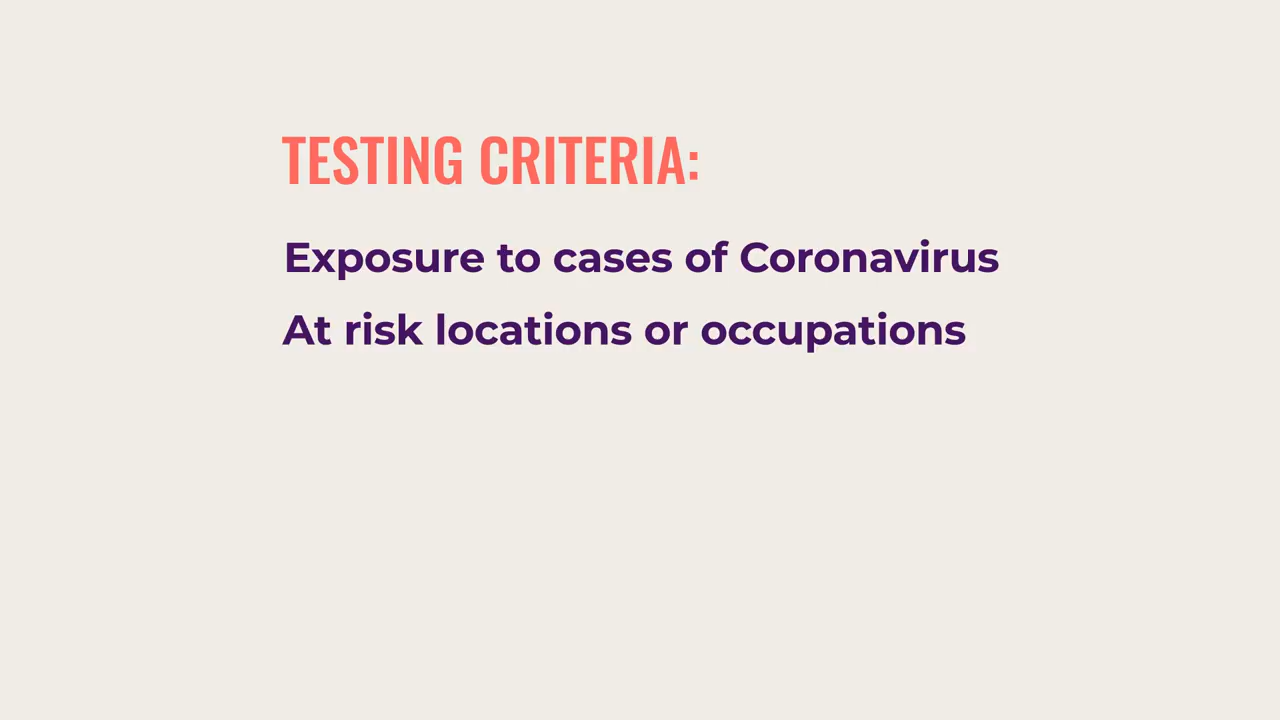 TESTING CRITERIA:
Exposure to cases of Coronavirus
At risk locations or occupations